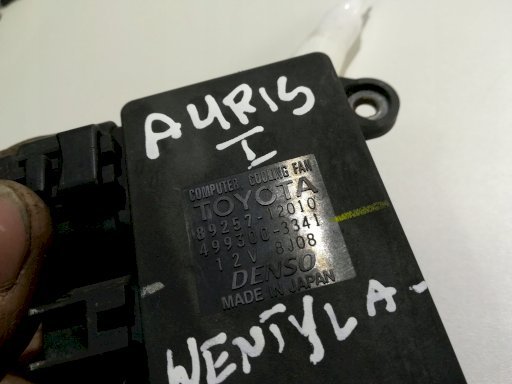 AURIS
I
COMPUTER, COOLING FAN
TOYOTA
89257-12010
499300-3341
12V 8J08
DENSO
MADE IN JAPAN
WENTYLA-